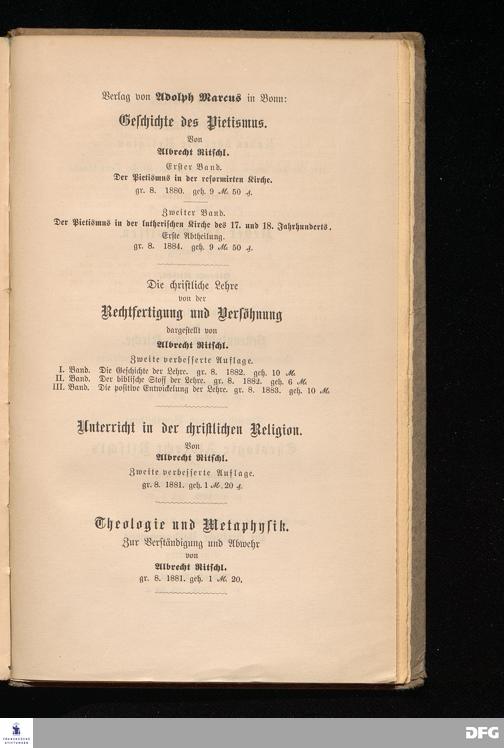 Verlag von Adolph Marcus in Bonn:
Geschichte des Pietismus.
Von
Albrecht Ritschl.
Erster Band.
Der Pietismus in der reformirten Kirche.
gr. 8. 1880. geh. 9 ℳ 50 ₰.
Zweiter Band.
Der Pietismus in der lutherischen Kirche des 17. und 18. Jahrhunderts.
Erste Abtheilung.
gr. 8. 1884. geh. 9 ℳ 50 ₰.
Die christliche Lehre
von der
Rechtfertigung und Versöhnung
dargestellt von
Albrecht Ritschl.
Zweite verbesserte Auflage.
I. Band. Die Geschichte der Lehre. gr. 8. 1882. geh. 10 ℳ
II. Band. Der biblische Stoff der Lehre. gr. 8. 1882. geh. 6 ℳ
III. Band. Die positive Entwickelung der Lehre. gr. 8. 1883. geh. 10 ℳ
Unterricht in der christlichen Religion.
Von
Albrecht Ritschl.
Zweite verbesserte Auflage.
gr. 8. 1881. geh. 1 ℳ. 20 ₰.
Theologie und Metaphysik.
Zur Verständigung und Abwehr
von
Albrecht Ritschl.
gr. 8. 1881. geh. 1 ℳ. 20.
FRANCKESCHE
STIFTUNGEN
DFG